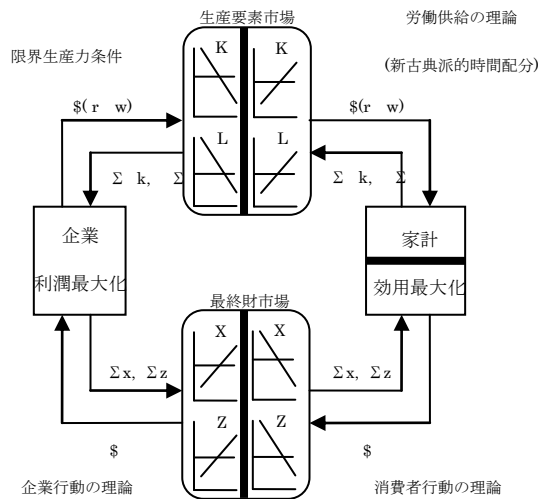 生産要素市場
労働供給の理論
限界生産力条件
(新古典派的時間配分)
K
K
$(r w)
$(r w)
L
L
Σ k, Σ
Σ k, Σ
企業
利潤最大化
家計
効用最大化
最終財市場
X
X
Σx, Σz
Σx, Σz
Z
Z
$
$
企業行動の理論
消費者行動の理論